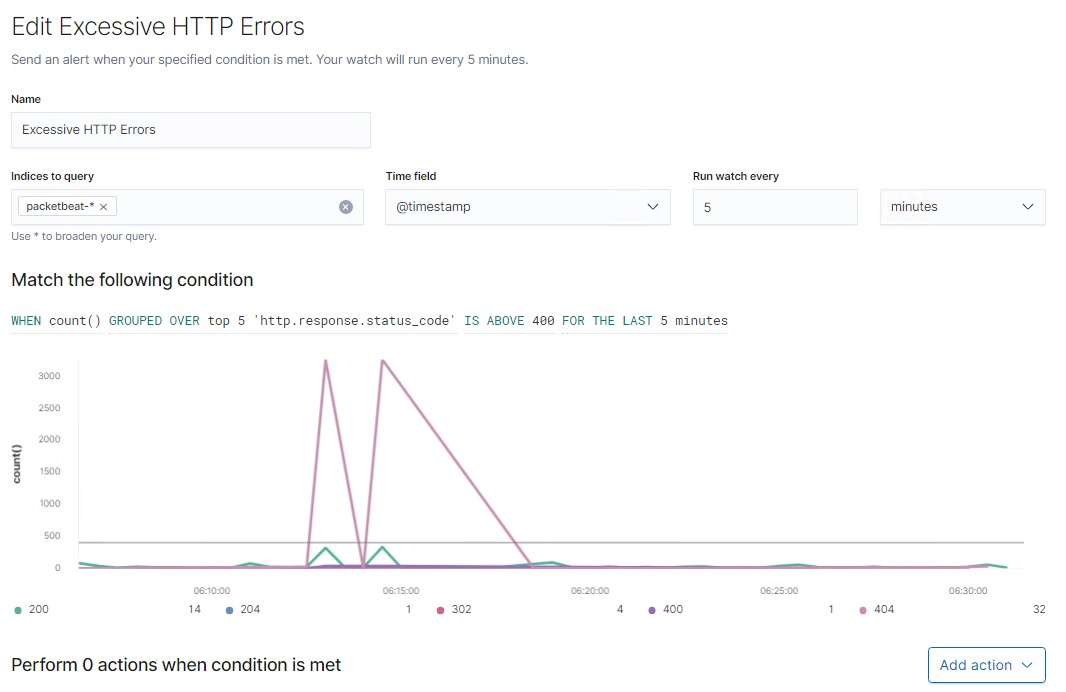 Edit Excessive HTTP Errors
Send an alert when your specified condition is met. Your watch will run every 5 minutes.
Name
Excessive HTTP Errors
Indices to query Time field Run watch every
packetbeat-* × @timestamp 5 minutes
Use * to broaden your query.
Match the following condition
WHEN count() GROUPED OVER top 5 'http.response.status_code' IS ABOVE 400 FOR THE LAST 5 minutes
3000
2500
2000
1500
1000
500
0
count()
06:10:00 06:15:00 06:20:00 06:25:00 06:30:00
200 14 204 1 302 4 400 1 404 32
Perform 0 actions when condition is met Add action